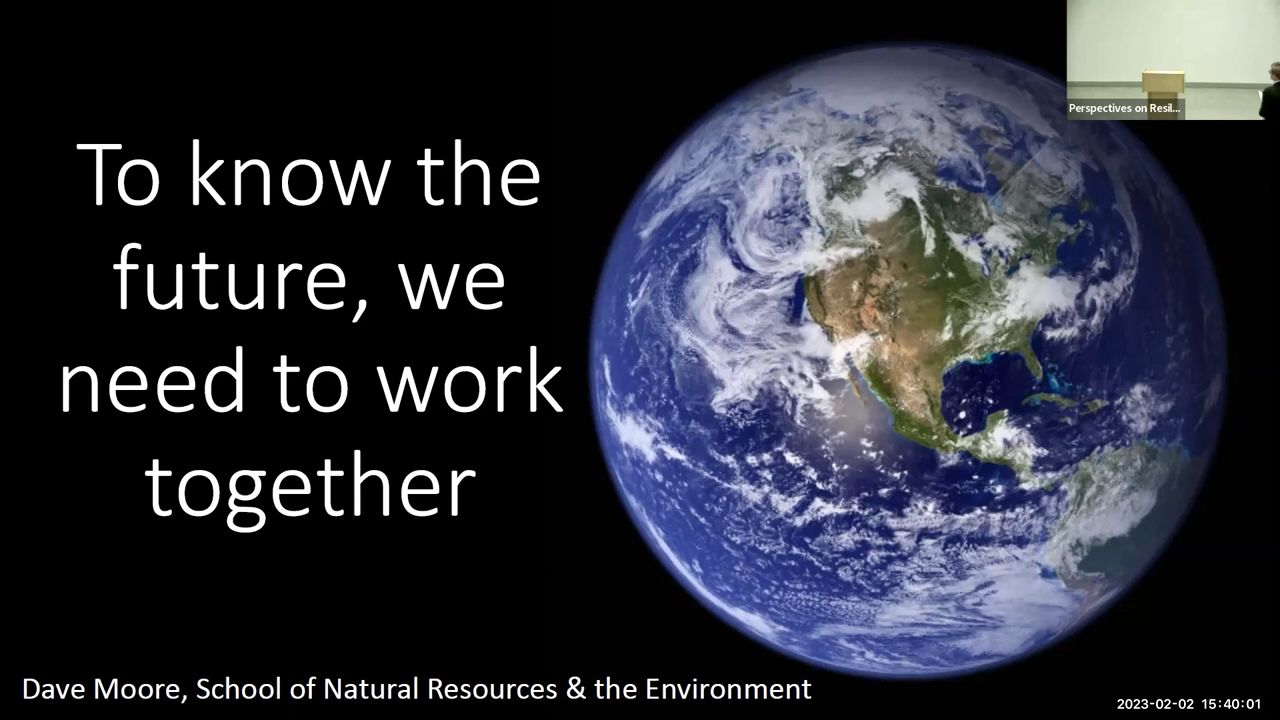 Perspectives on Resil...
To know the
future, we
need to work
together
Dave Moore, School of Natural Resources & the Environment
2023-02-02 15:40:01